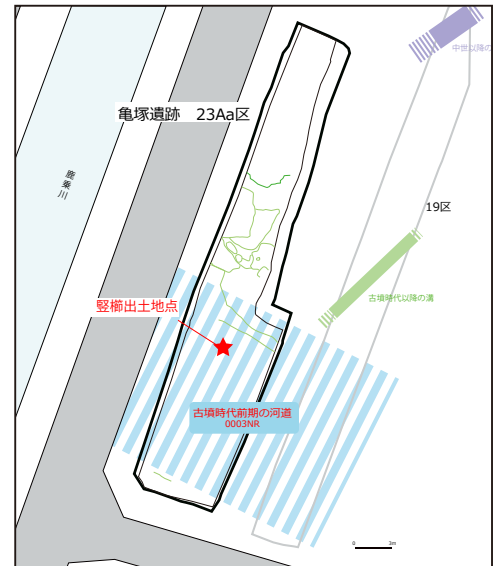 中世以降の
亀塚遺跡　23Aa区
鹿乗川
19区
古墳時代以降の溝
竪櫛出土地点
古墳時代前期の河道
0003NR
0 3m